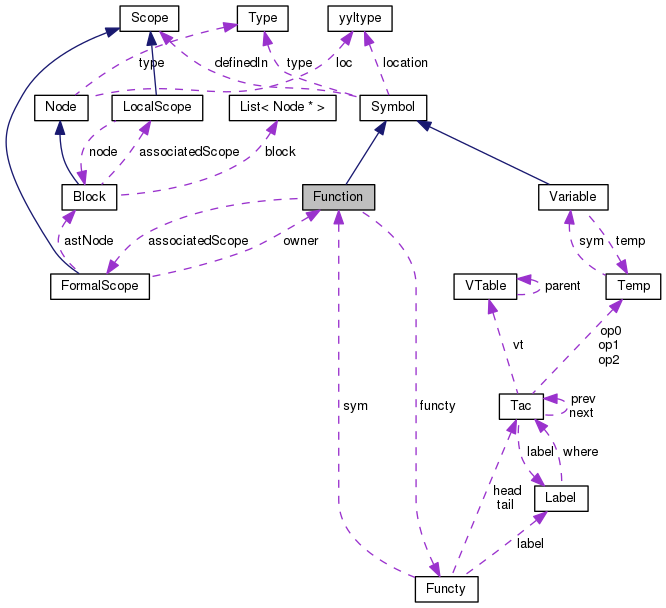 Scope
Type
yyltype
type
definedIn
type
loc
location
Node
LocalScope
List< Node * >
Symbol
node
associatedScope
block
Block
Function
Variable
astNode
associatedScope
owner
sym
temp
FormalScope
VTable
parent
Temp
vt
op0
op1
op2
sym
functy
Tac
prev
next
label
where
head
tail
Label
label
Functy